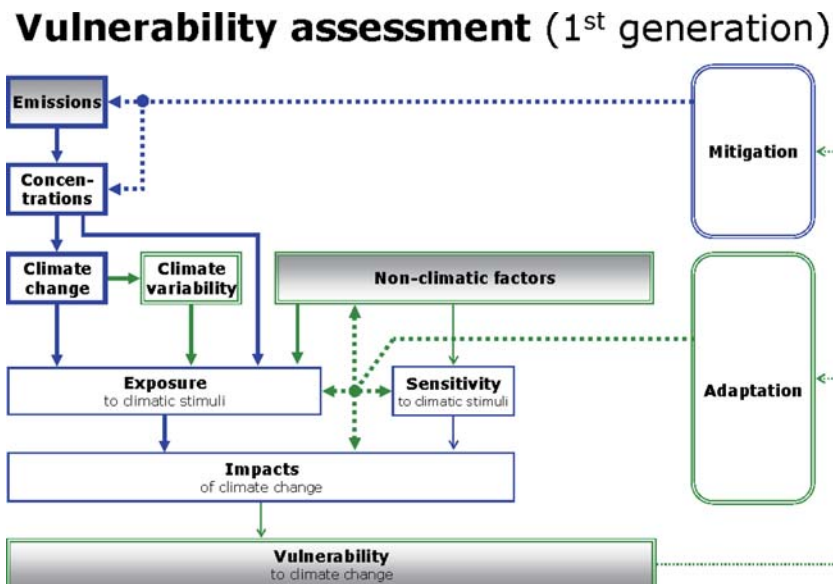 Vulnerability assessment (1st generation)
Emissions
Mitigation
Concen-
trations
Climate
change
Climate
variability
Non-climatic factors
Exposure
to climatic stimuli
Sensitivity
to climatic stimuli
Adaptation
Impacts
of climate change
Vulnerability
to climate change